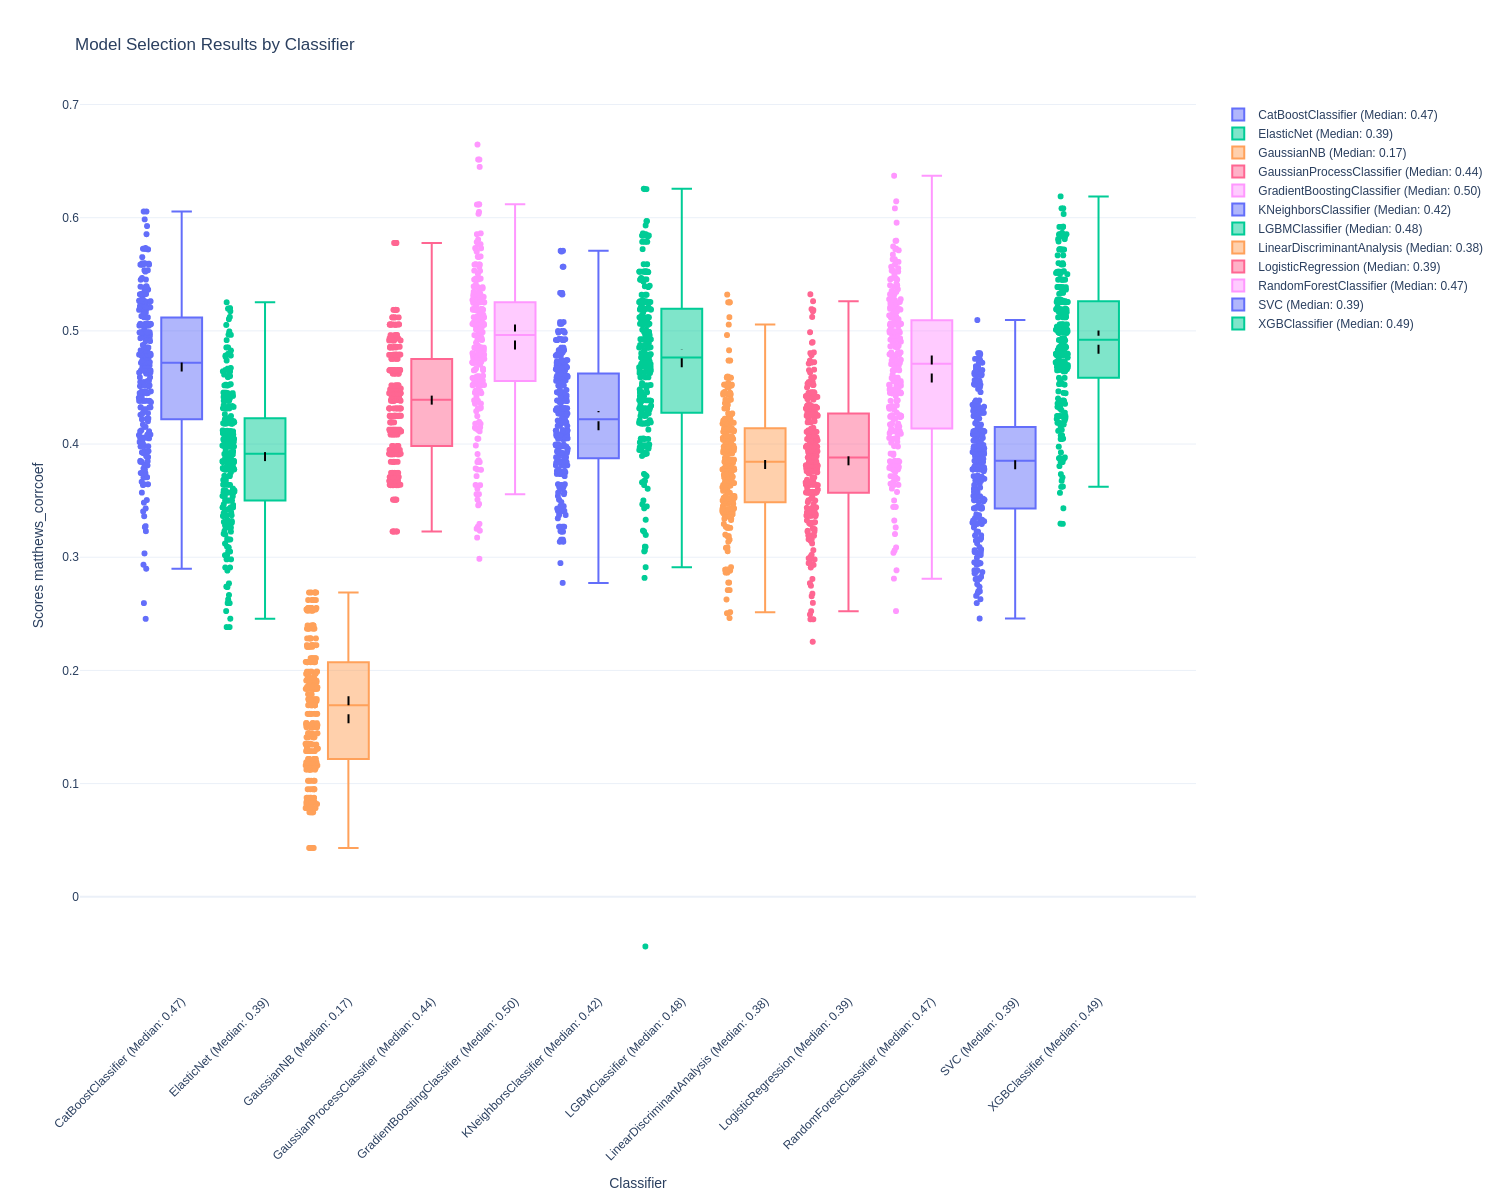 Model Selection Results by Classifier
0.7
0.6
0.5
0.4
0.3
0.2
0.1
0
Scores matthews_corrcoef
CatBoostClassifier (Median: 0.47)
ElasticNet (Median: 0.39)
GaussianNB (Median: 0.17)
GaussianProcessClassifier (Median: 0.44)
GradientBoostingClassifier (Median: 0.50)
KNeighborsClassifier (Median: 0.42)
LGBMClassifier (Median: 0.48)
LinearDiscriminantAnalysis (Median: 0.38)
LogisticRegression (Median: 0.39)
RandomForestClassifier (Median: 0.47)
SVC (Median: 0.39)
XGBClassifier (Median: 0.49)
Classifier
CatBoostClassifier (Median: 0.47)
ElasticNet (Median: 0.39)
GaussianNB (Median: 0.17)
GaussianProcessClassifier (Median: 0.44)
GradientBoostingClassifier (Median: 0.50)
KNeighborsClassifier (Median: 0.42)
LGBMClassifier (Median: 0.48)
LinearDiscriminantAnalysis (Median: 0.38)
LogisticRegression (Median: 0.39)
RandomForestClassifier (Median: 0.47)
SVC (Median: 0.39)
XGBClassifier (Median: 0.49)